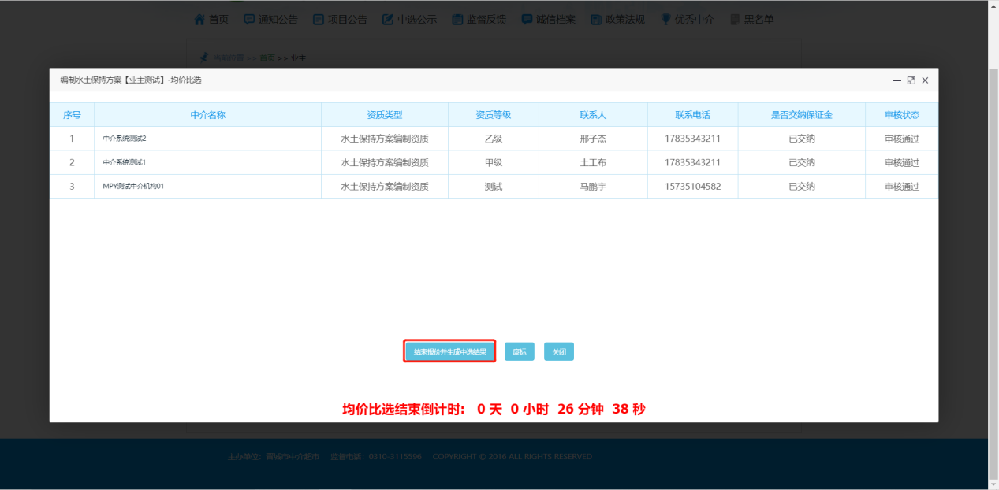 首页 通知公告 项目公告 中选公示 监督反馈 诚信档案 政策法规 优秀中介 黑名单
当前位置 >> 首页 >> 业主
编制水土保持方案【业主测试】-均价比选
序号 中介名称 资质类型 资质等级 联系人 联系电话 是否交纳保证金 审核状态
1 中介系统测试2 水土保持方案编制资质 乙级 邢子杰 17835343211 已交纳 审核通过
2 中介系统测试1 水土保持方案编制资质 甲级 土工布 17835343211 已交纳 审核通过
3 MPY测试中介机构01 水土保持方案编制资质 测试 马鹏宇 15735104582 已交纳 审核通过
结束报价并生成中选结果 废标 关闭
均价比选结束倒计时： 0 天 0 小时 26 分钟 38 秒
主办单位：晋城市中介超市 监督电话：0310-3115596 COPYRIGHT © 2016 ALL RIGHTS RESERVED